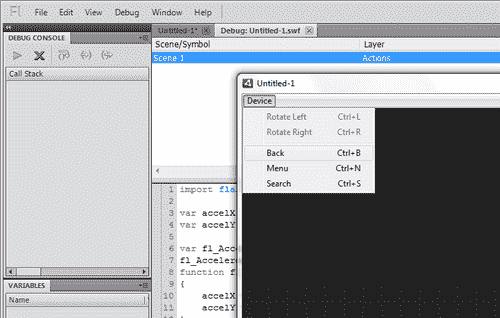 Fl File Edit View Debug Window Help
DEBUG CONSOLE
Call Stack
VARIABLES
Name
Untitled-1* Debug: Untitled-1.swf
Scene/Symbol Layer
Scene 1 Actions
Untitled-1
Device
Rotate Left Ctrl+L
Rotate Right Ctrl+R
Back Ctrl+B
Menu Ctrl+N
Search Ctrl+S
1 import fla
2
3 var accelX
4 var accelY
5
6 var fl_Acce
7 fl_Acceler
8 function f
9 {
10 accelX
11 accelY